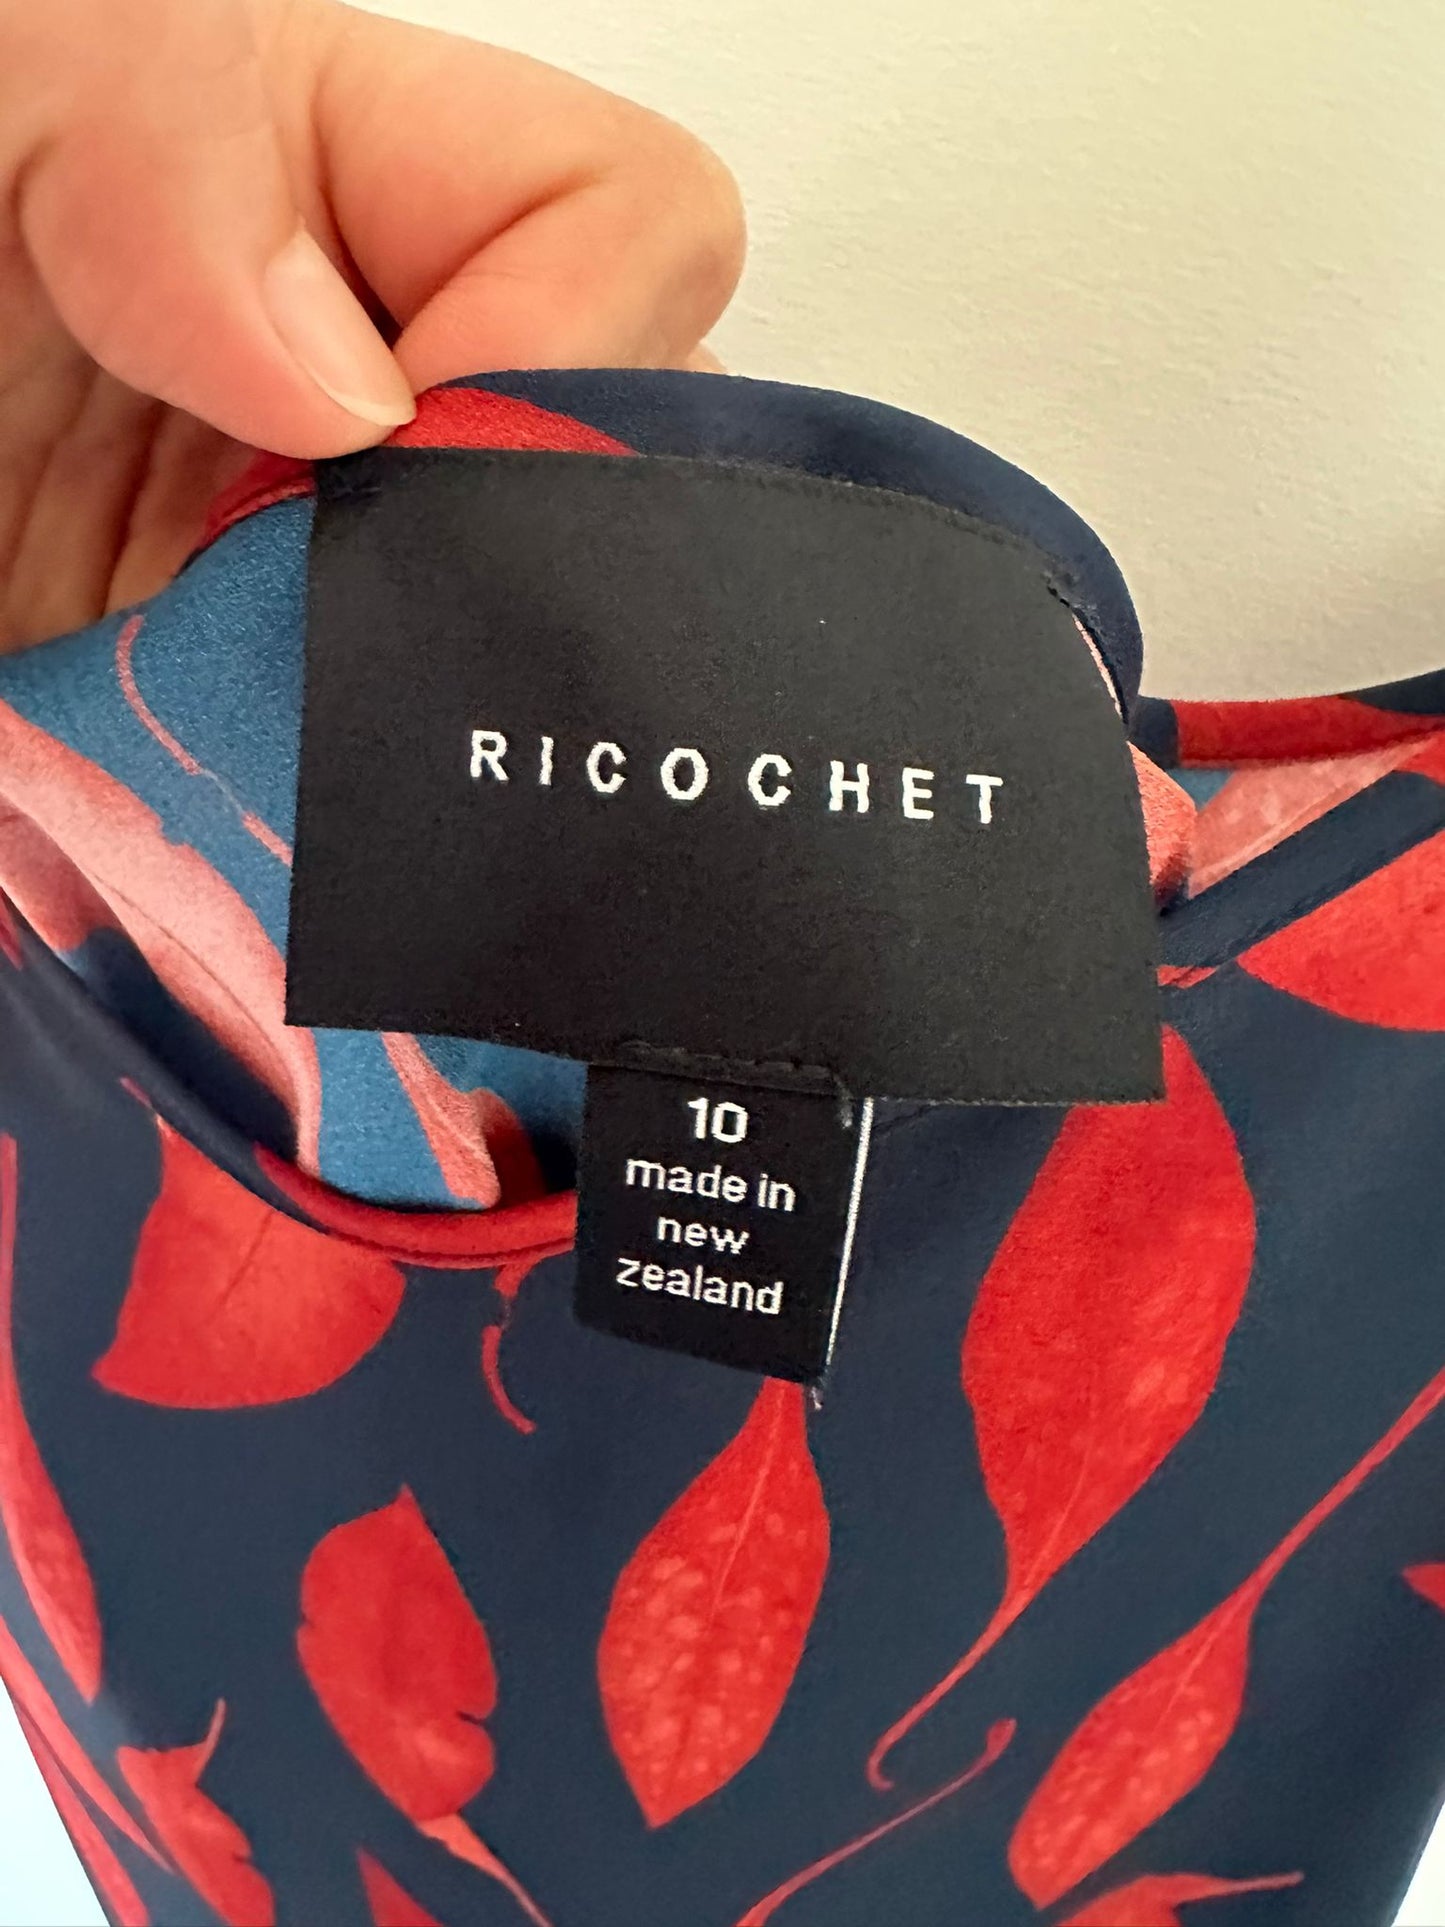 RICOCHET
10
made in
new
zealand